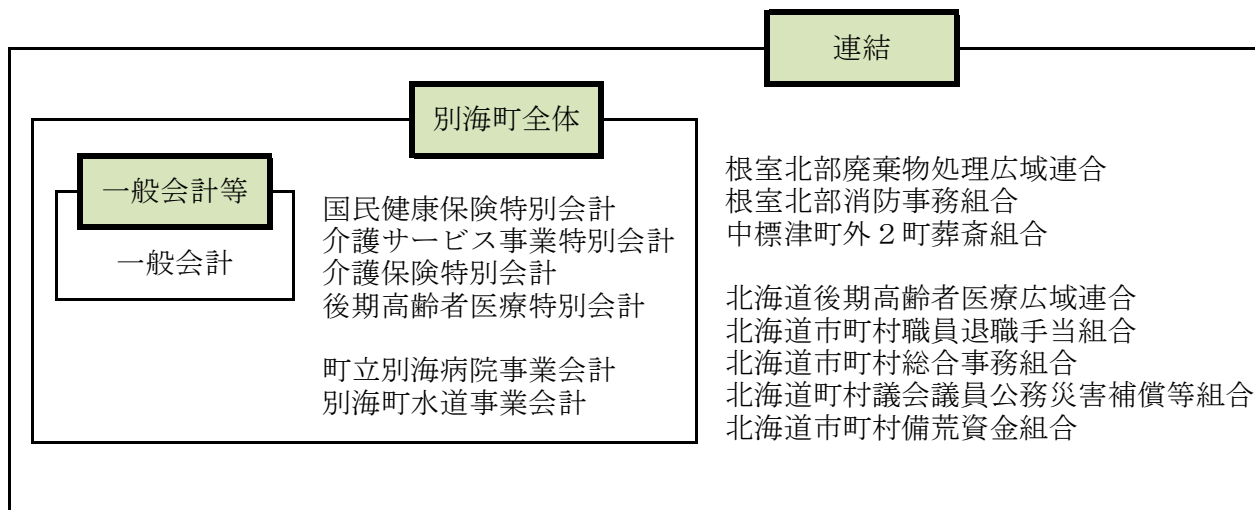 連結
別海町全体
一般会計等
一般会計
国民健康保険特別会計
介護サービス事業特別会計
介護保険特別会計
後期高齢者医療特別会計
町立別海病院事業会計
別海町水道事業会計
根室北部廃棄物処理広域連合
根室北部消防事務組合
中標津町外２町葬斎組合
北海道後期高齢者医療広域連合
北海道市町村職員退職手当組合
北海道市町村総合事務組合
北海道町村議会議員公務災害補償等組合
北海道市町村備荒資金組合